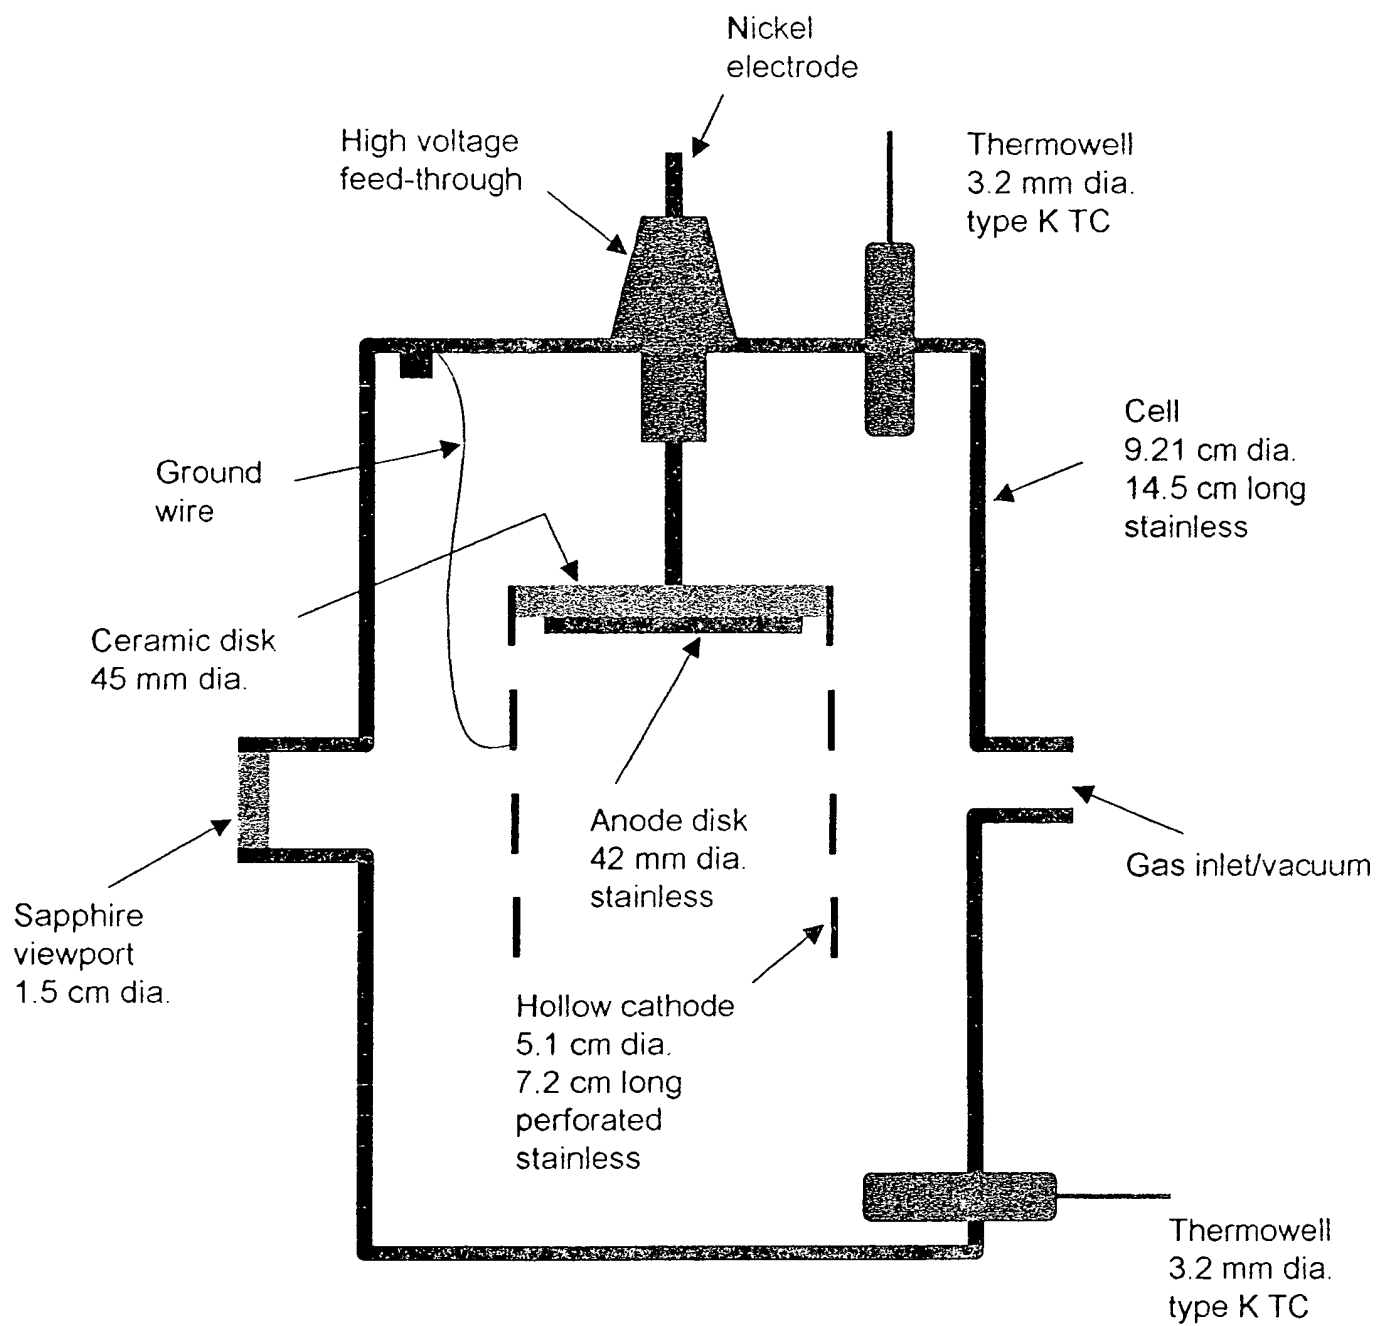 Nickel
electrode
High voltage
feed-through
Thermowell
3.2 mm dia.
type K TC
Cell
9.21 cm dia.
14.5 cm long
stainless
Ground
wire
Ceramic disk
45 mm dia.
Anode disk
42 mm dia.
stainless
Gas inlet/vacuum
Sapphire
viewport
1.5 cm dia.
Hollow cathode
5.1 cm dia.
7.2 cm long
perforated
stainless
Thermowell
3.2 mm dia.
type K TC